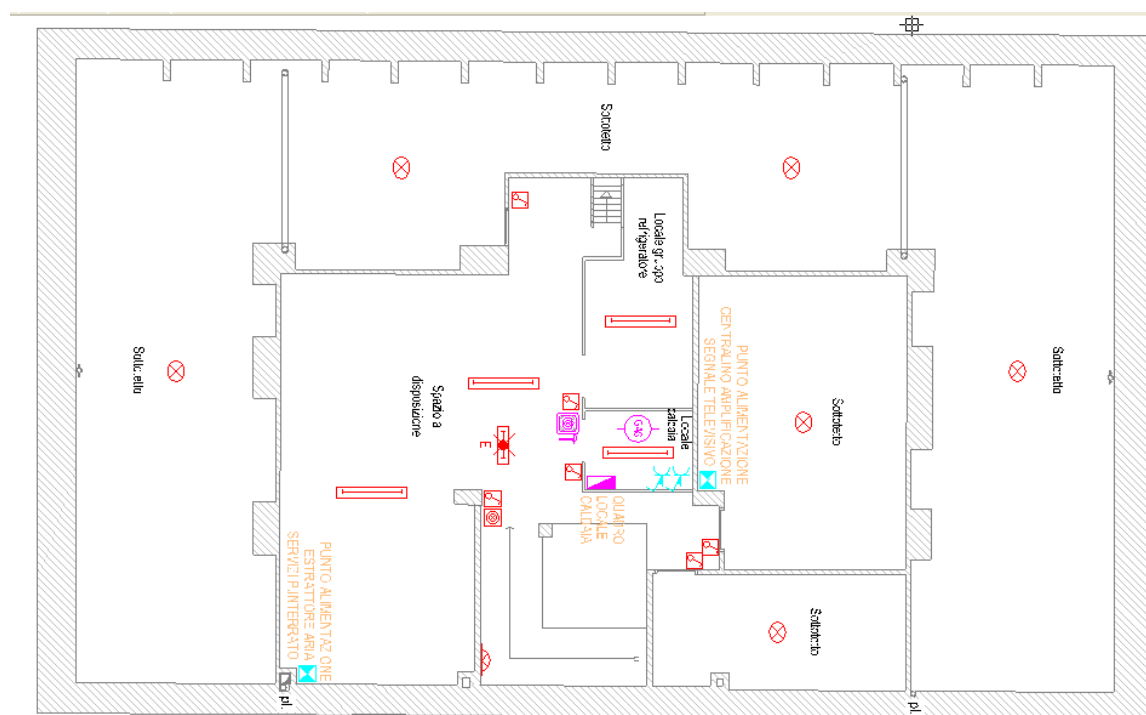 Sottotetto
Locale gruppo
refrigeratore
Sottotetto
Spazio a
disposizione
E
GAS
Locale
caldaia
PUNTO ALIMENTAZIONE
CENTRALINO AMPLIFICAZIONE
SEGNALE TELEVISIVO
Sottotetto
Sottotetto
QUADRO
LOCALE
CALDAIA
PUNTO ALIMENTAZIONE
ESTRATTORE ARIA
SERVIZI P.INTERRATO
Sottotetto
pl.
pl.